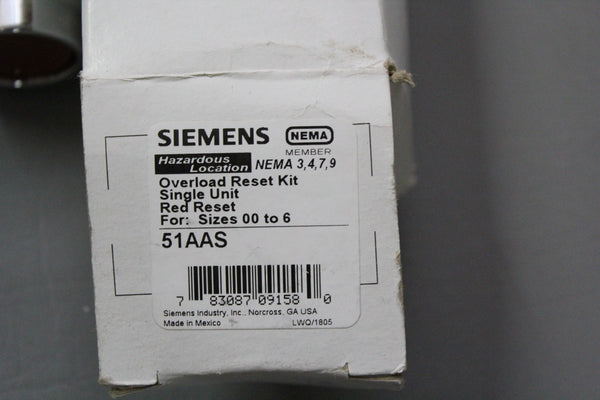 SIEMENS NEMA
MEMBER
Hazardous
Location NEMA 3,4,7,9
Overload Reset Kit
Single Unit
Red Reset
For: Sizes 00 to 6
51AAS
7 83087 09158 0
Siemens Industry, Inc., Norcross, GA USA
Made in Mexico LWQ/1805